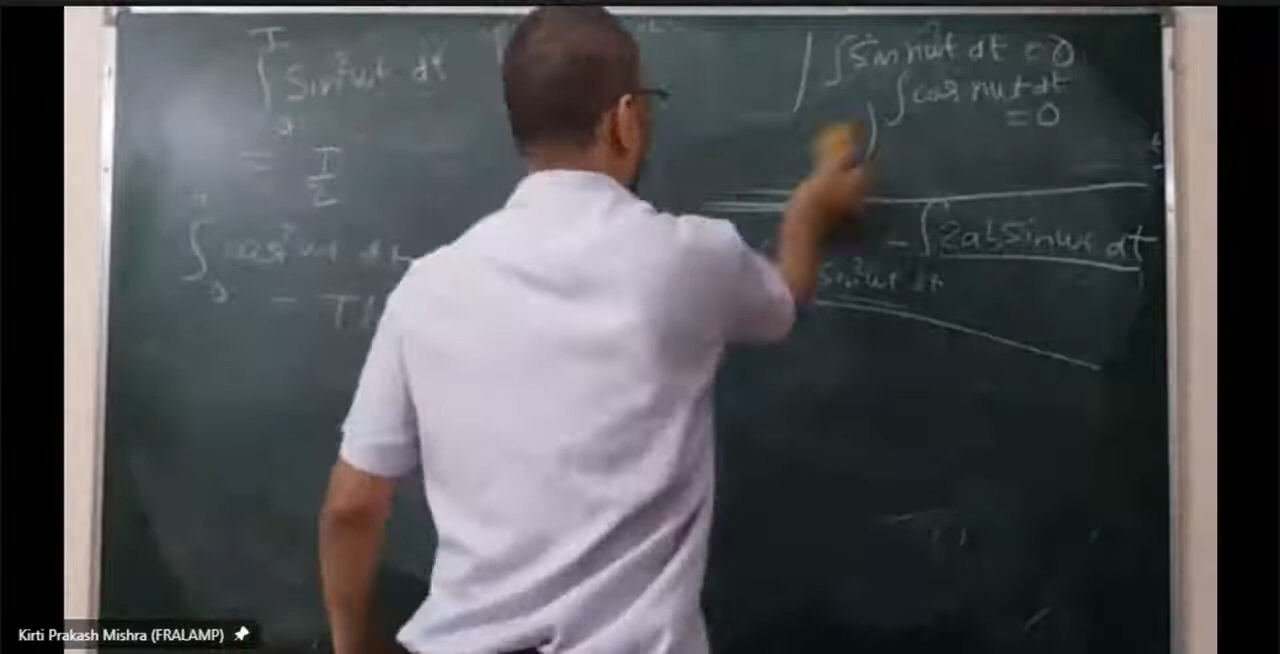 T
∫ Sin²ωt dt
0
= T/2
∫ cos²ωt dt
0
= T/
∫ Sin nωt dt = 0
∫ cos nωt dt
= 0
- ∫ 2ab Sin ωt dt
Sin²ωt dt
Kirti Prakash Mishra (FRALAMP)